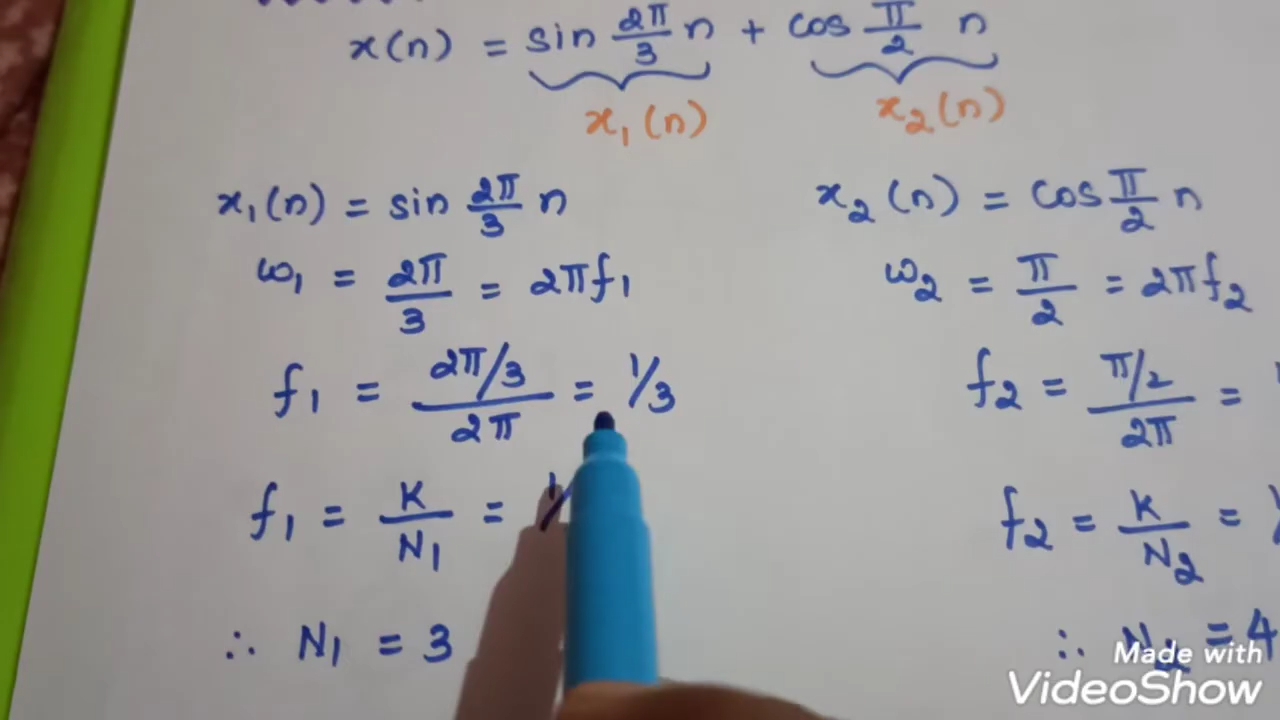 x(n) = sin 2π/3 n + cos π/2 n
x₁(n) x₂(n)
x₁(n) = sin 2π/3 n
ω₁ = 2π/3 = 2πf₁
f₁ = 2π/3 / 2π = 1/3
f₁ = K/N₁ =
∴ N₁ = 3
x₂(n) = cos π/2 n
ω₂ = π/2 = 2πf₂
f₂ = π/2 / 2π =
f₂ = K/N₂ =
∴ N₂ = 4
Made with
VideoShow